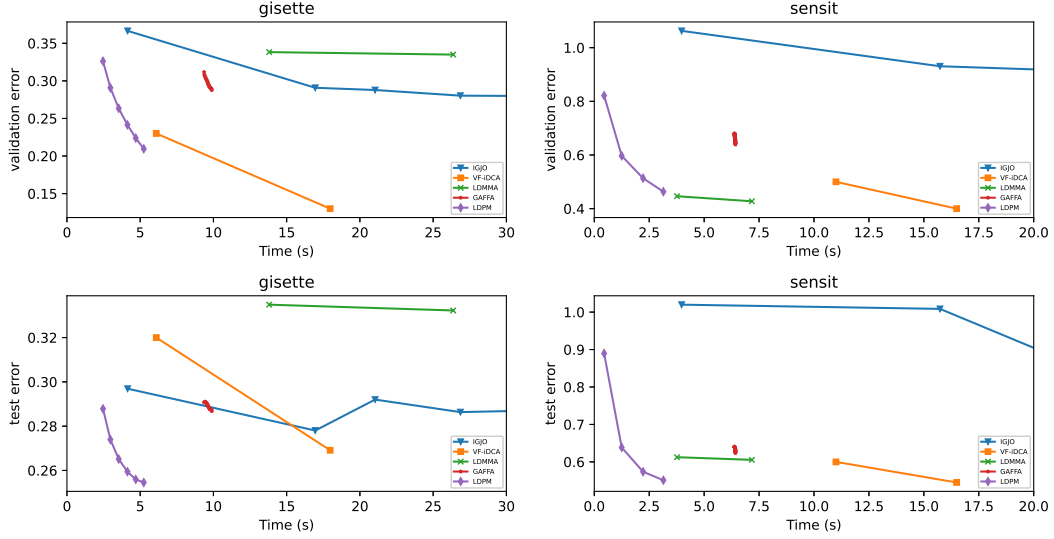 gisette
validation error
0.35
0.30
0.25
0.20
0.15
IGJO
VF-iDCA
LDMMA
GAFFA
LDPM
0 5 10 15 20 25 30
Time (s)
sensit
validation error
1.0
0.8
0.6
0.4
IGJO
VF-iDCA
LDMMA
GAFFA
LDPM
0.0 2.5 5.0 7.5 10.0 12.5 15.0 17.5 20.0
Time (s)
gisette
test error
0.32
0.30
0.28
0.26
IGJO
VF-iDCA
LDMMA
GAFFA
LDPM
0 5 10 15 20 25 30
Time (s)
sensit
test error
1.0
0.9
0.8
0.7
0.6
IGJO
VF-iDCA
LDMMA
GAFFA
LDPM
0.0 2.5 5.0 7.5 10.0 12.5 15.0 17.5 20.0
Time (s)